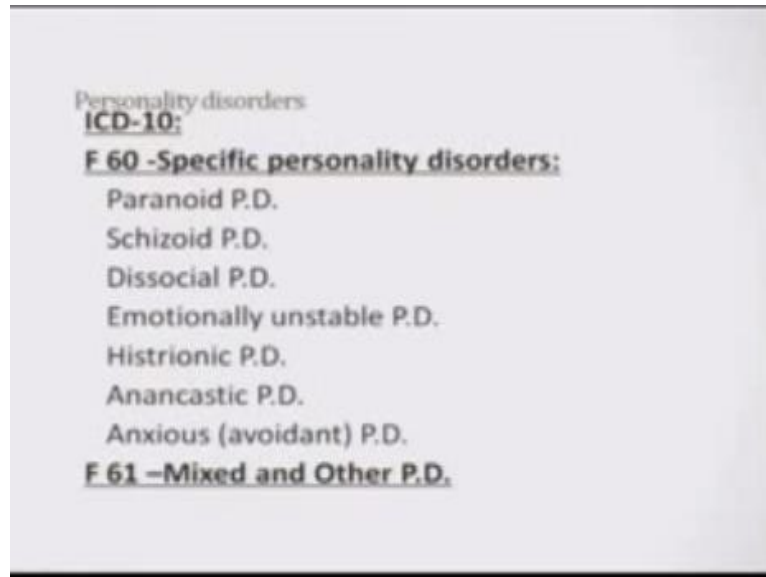 Personality disorders
ICD-10:
F 60 -Specific personality disorders:
Paranoid P.D.
Schizoid P.D.
Dissocial P.D.
Emotionally unstable P.D.
Histrionic P.D.
Anancastic P.D.
Anxious (avoidant) P.D.
F 61 –Mixed and Other P.D.